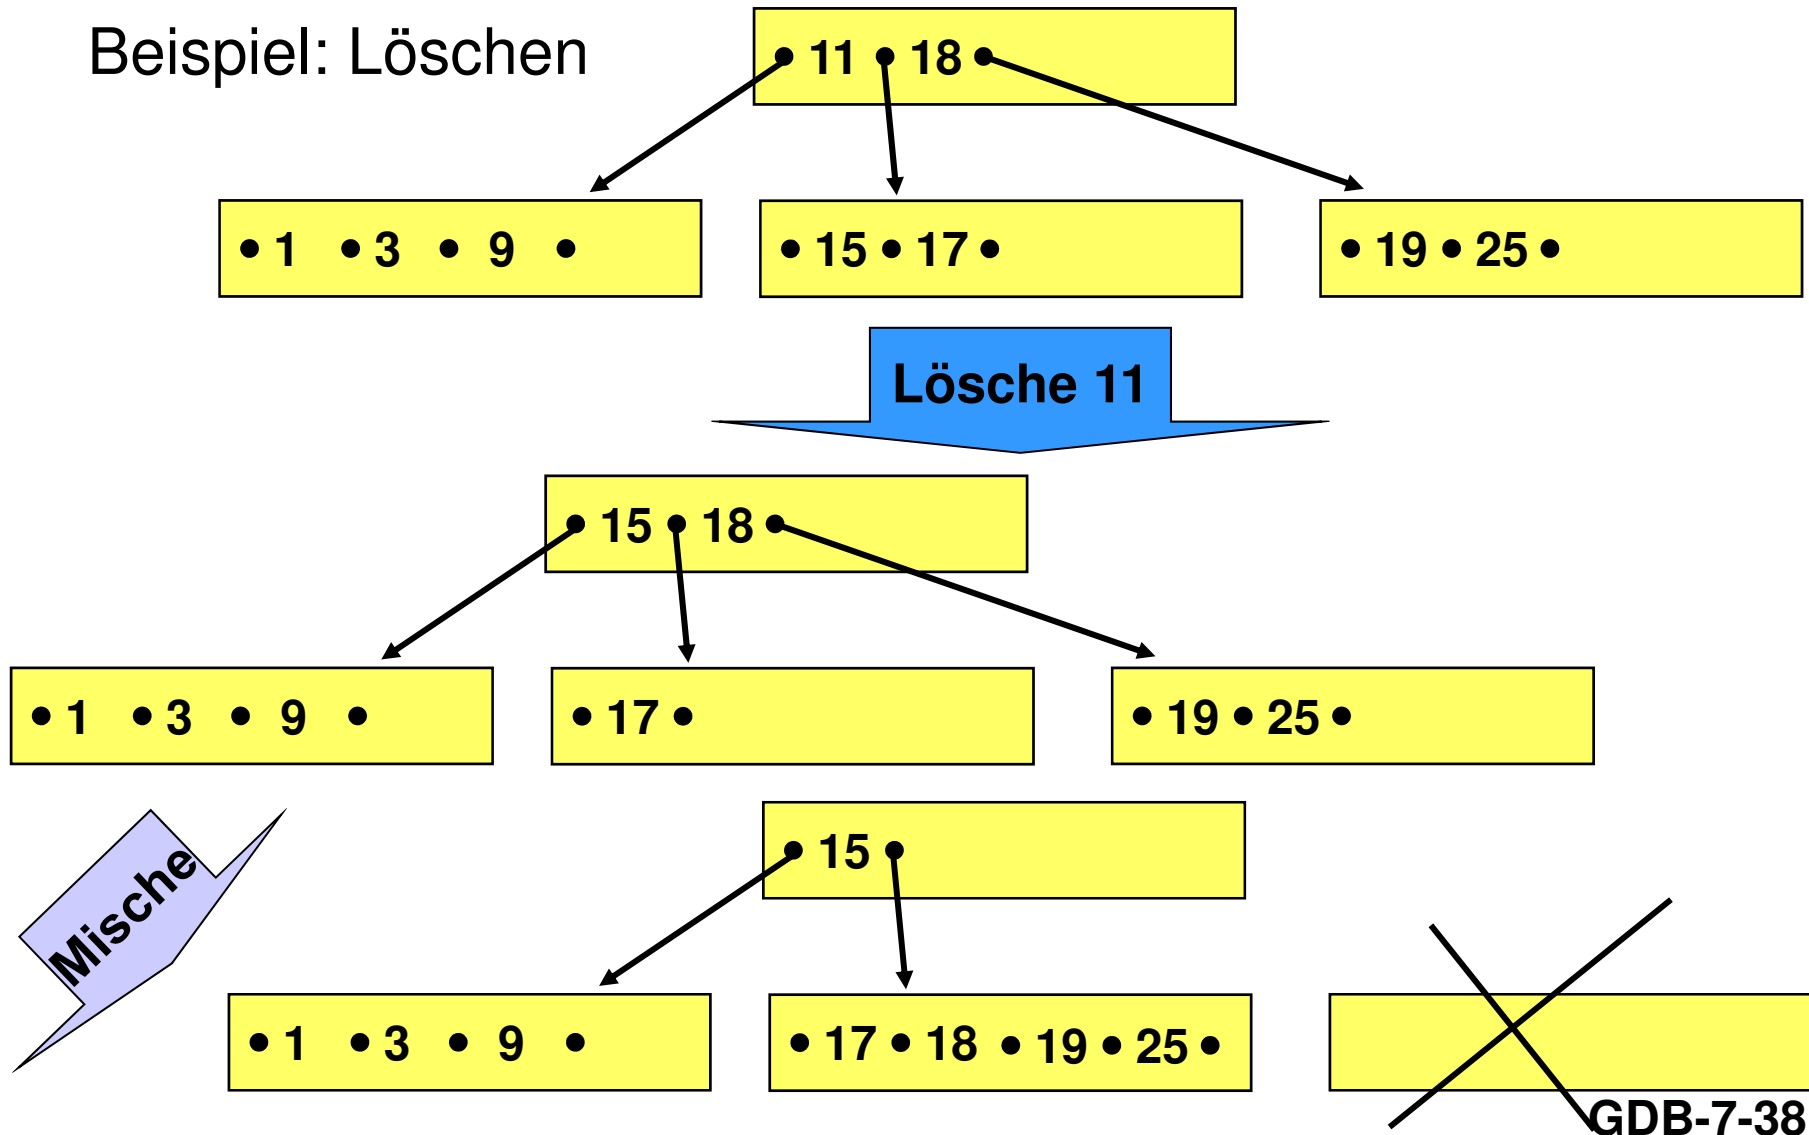 Beispiel: Löschen
• 11 • 18 •
• 1 • 3 • 9 •
• 15 • 17 •
• 19 • 25 •
Lösche 11
• 15 • 18 •
• 1 • 3 • 9 •
• 17 •
• 19 • 25 •
Mische
• 15 •
• 1 • 3 • 9 •
• 17 • 18 • 19 • 25 •
GDB-7-38